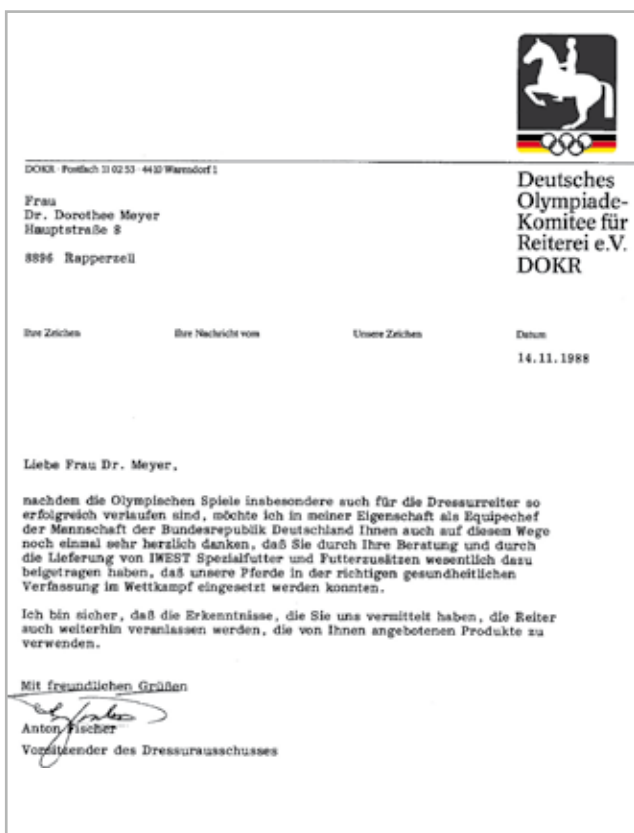 DOKR · Postfach 11 02 53 · 4410 Warendorf 1
Deutsches
Olympiade-
Komitee für
Reiterei e.V.
DOKR
Frau
Dr. Dorothee Meyer
Hauptstraße 8
8896 Rapperzell
Ihre Zeichen Ihre Nachricht vom Unsere Zeichen Datum
14.11.1988
Liebe Frau Dr. Meyer,
nachdem die Olympischen Spiele insbesondere auch für die Dressurreiter so
erfolgreich verlaufen sind, möchte ich in meiner Eigenschaft als Equipechef
der Mannschaft der Bundesrepublik Deutschland Ihnen auch auf diesem Wege
noch einmal sehr herzlich danken, daß Sie durch Ihre Beratung und durch
die Lieferung von IWEST Spezialfutter und Futterzusätzen wesentlich dazu
beigetragen haben, daß unsere Pferde in der richtigen gesundheitlichen
Verfassung im Wettkampf eingesetzt werden konnten.
Ich bin sicher, daß die Erkenntnisse, die Sie uns vermittelt haben, die Reiter
auch weiterhin veranlassen werden, die von Ihnen angebotenen Produkte zu
verwenden.
Mit freundlichen Grüßen
Anton Fischer
Vorsitzender des Dressurausschusses